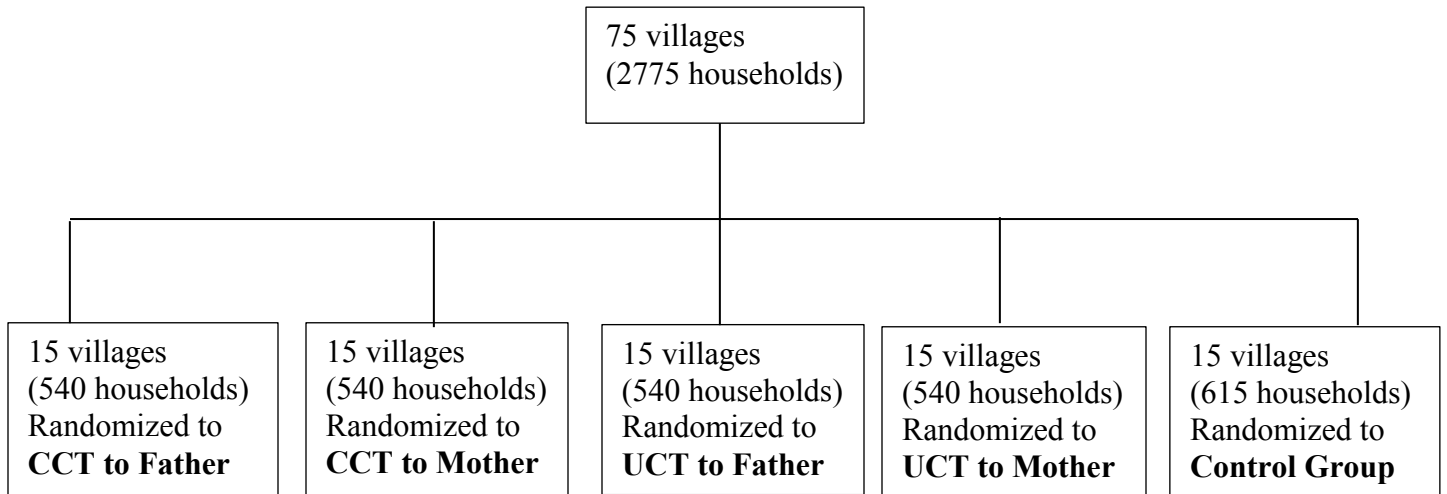 75 villages
(2775 households)
15 villages
(540 households)
Randomized to
CCT to Father
15 villages
(540 households)
Randomized to
CCT to Mother
15 villages
(540 households)
Randomized to
UCT to Father
15 villages
(540 households)
Randomized to
UCT to Mother
15 villages
(615 households)
Randomized to
Control Group